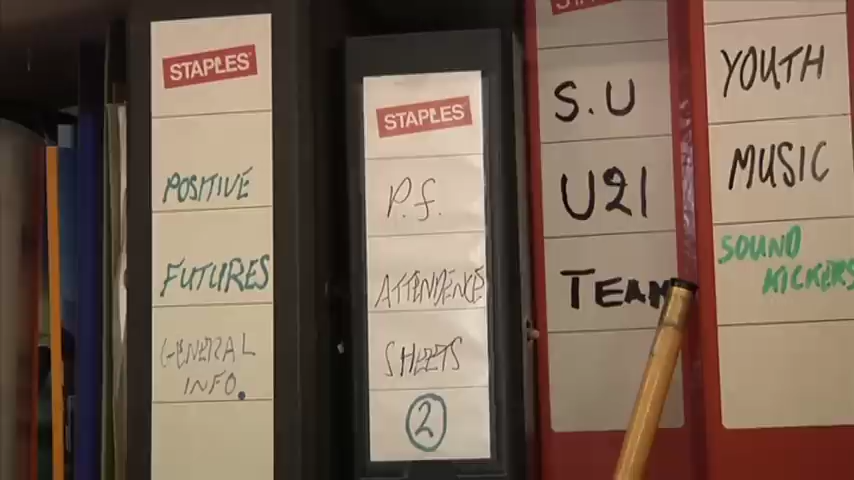 STAPLES
POSITIVE
FUTURES
GENERAL
INFO.
STAPLES
P.f.
ATTENDENCE
SHEETS
2
S.U
U21
TEAM
YOUTH
MUSIC
SOUND
KICKERS